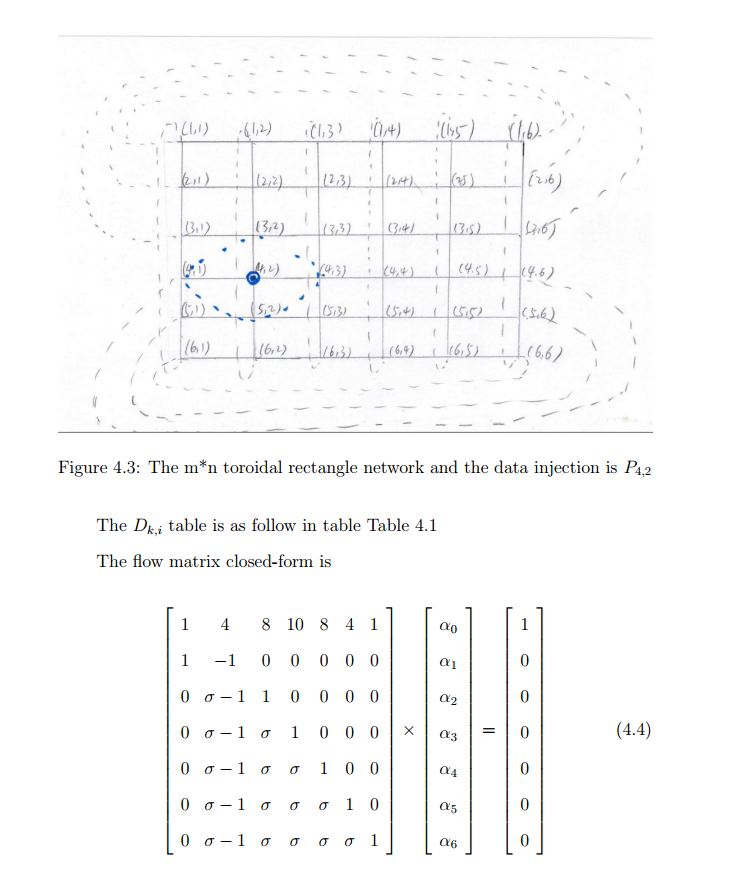 (1,1) (1,2) (1,3) (1,4) (1,5) (1,6)
(2,1) (2,2) (2,3) (2,4) (25) (2,6)
(3,1) (3,2) (3,3) (3,4) (3,5) (3,6)
(4,1) (4,2) (4,3) (4,4) (4.5) (4.6)
(5,1) (5,2) (5,3) (5,4) (5,5) (5,6)
(6,1) (6,2) (6,3) (6,4) (6,5) (6,6)
Figure 4.3: The m*n toroidal rectangle network and the data injection is P₄,₂
The Dₖ,ᵢ table is as follow in table Table 4.1
The flow matrix closed-form is
1 4 8 10 8 4 1 α₀ 1
1 −1 0 0 0 0 0 α₁ 0
0 σ − 1 1 0 0 0 0 α₂ 0
0 σ − 1 σ 1 0 0 0 × α₃ = 0 (4.4)
0 σ − 1 σ σ 1 0 0 α₄ 0
0 σ − 1 σ σ σ 1 0 α₅ 0
0 σ − 1 σ σ σ σ 1 α₆ 0